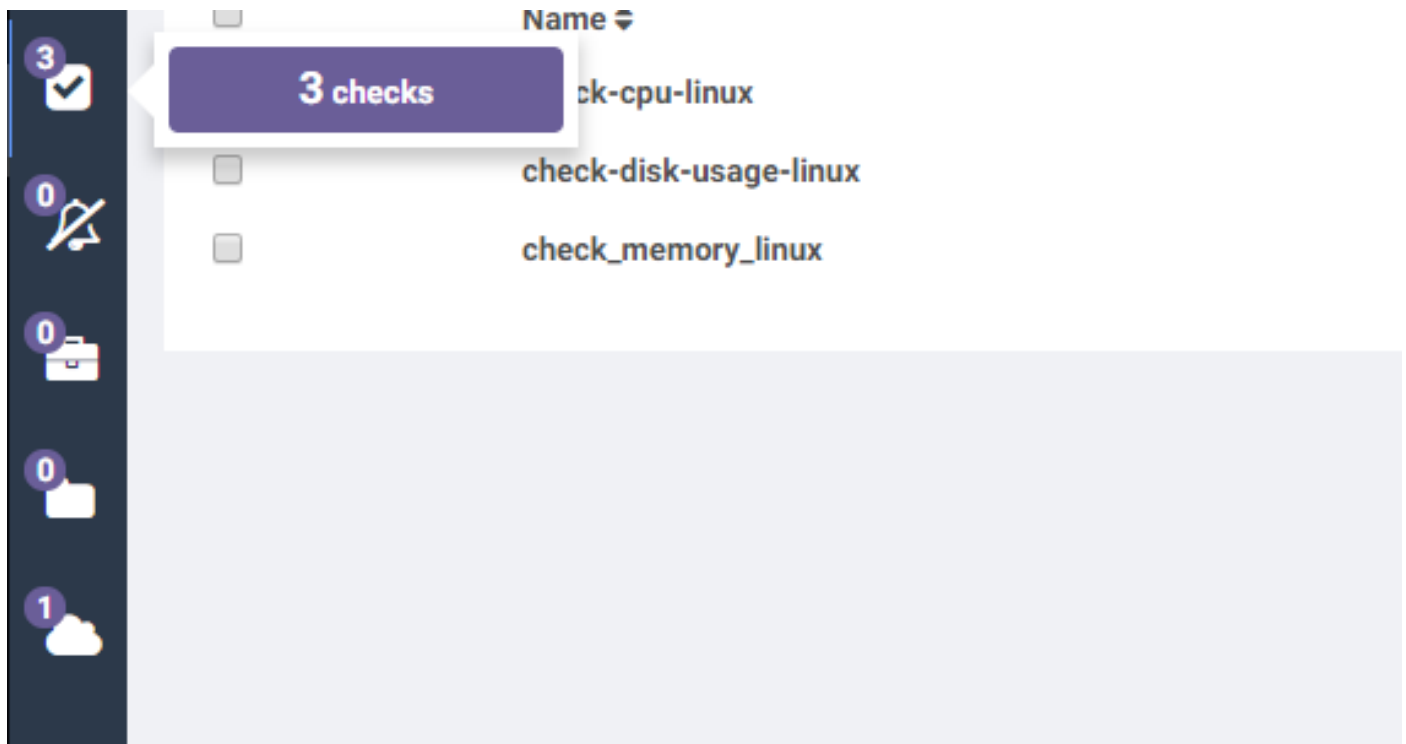 Name
3
3 checks
ck-cpu-linux
check-disk-usage-linux
0
check_memory_linux
0
0
1